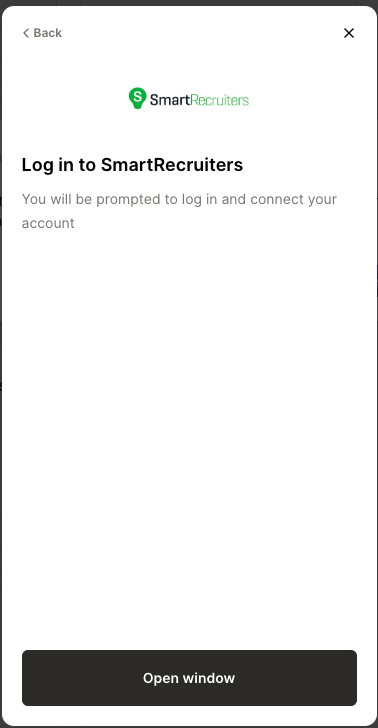 Back
SmartRecruiters
Log in to SmartRecruiters
You will be prompted to log in and connect your
account
Open window